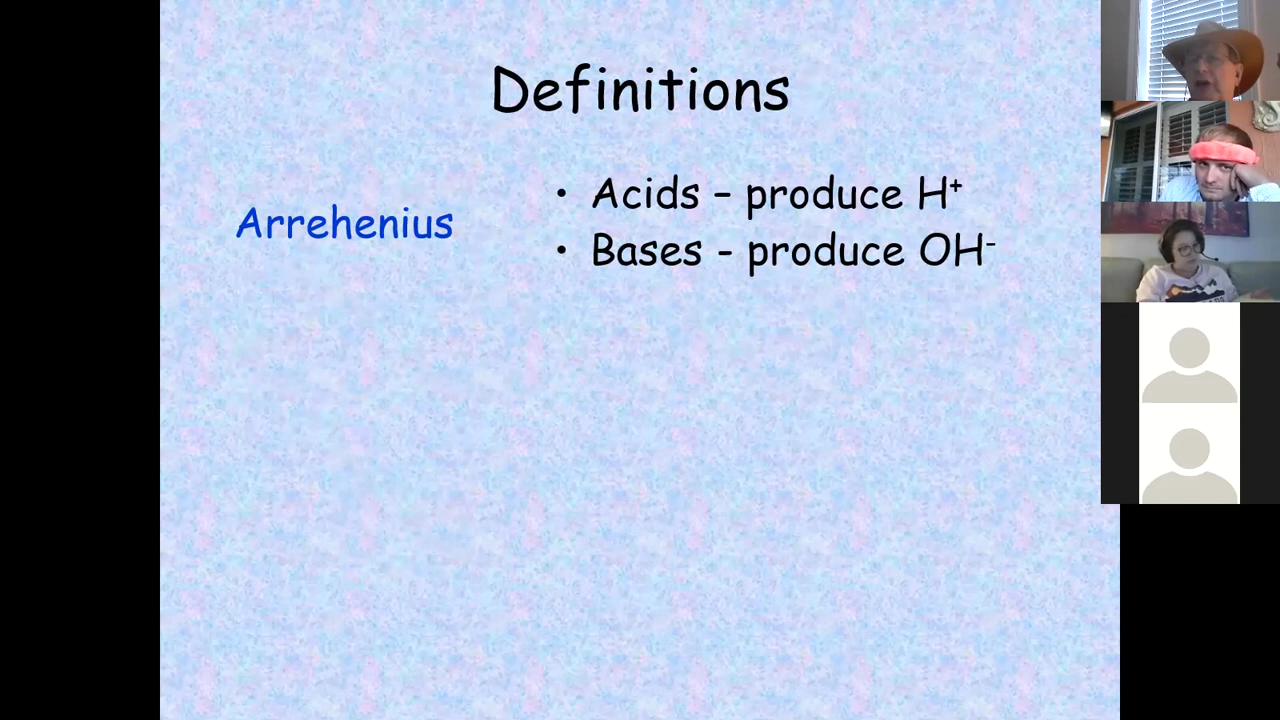 Definitions
Arrehenius
• Acids – produce H⁺
• Bases - produce OH⁻